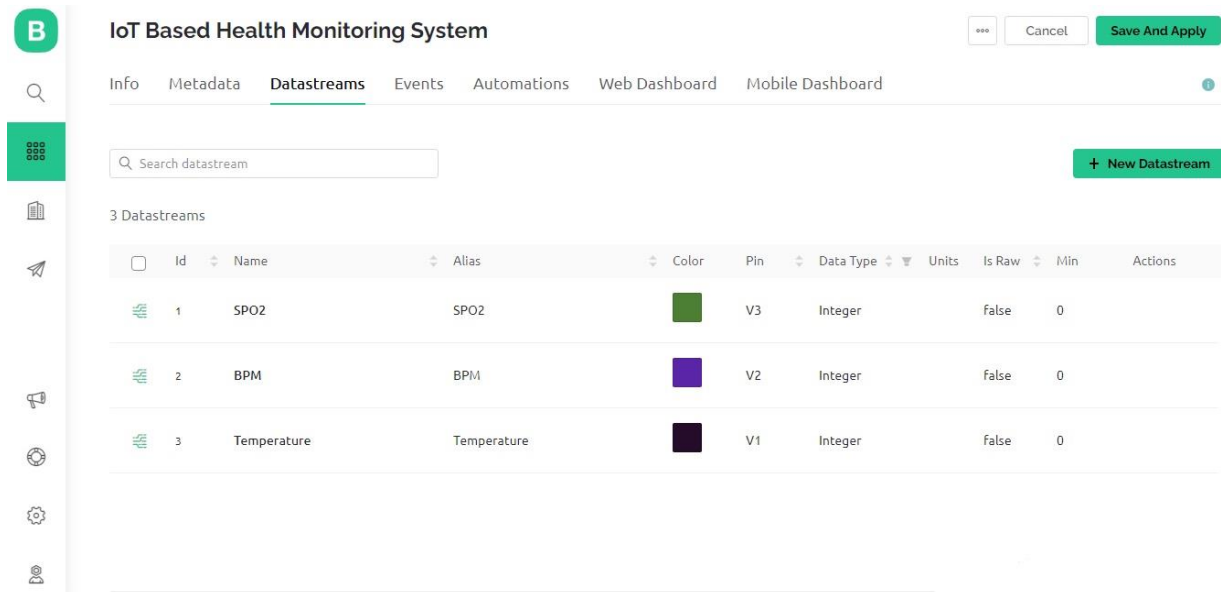 B
IoT Based Health Monitoring System
Cancel
Save And Apply
Info Metadata Datastreams Events Automations Web Dashboard Mobile Dashboard
Search datastream
+ New Datastream
3 Datastreams
Id Name Alias Color Pin Data Type Units Is Raw Min Actions
1 SPO2 SPO2 V3 Integer false 0
2 BPM BPM V2 Integer false 0
3 Temperature Temperature V1 Integer false 0